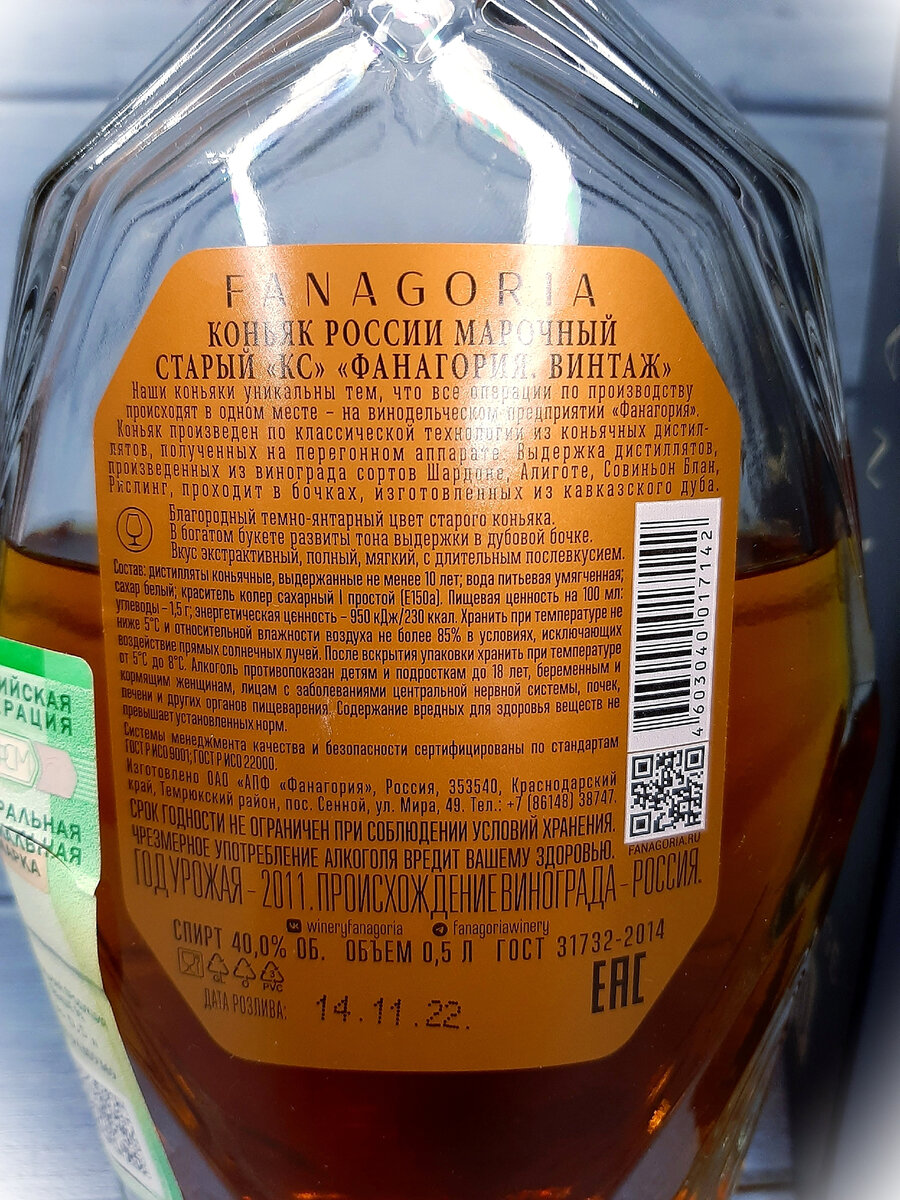 FANAGORIA
КОНЬЯК РОССИИ МАРОЧНЫЙ
СТАРЫЙ «КС» «ФАНАГОРИЯ. ВИНТАЖ»
Наши коньяки уникальны тем, что все операции по производству
происходят в одном месте – на винодельческом предприятии «Фанагория».
Коньяк произведен по классической технологии из коньячных дистил-
лятов, полученных на перегонном аппарате. Выдержка дистиллятов,
произведенных из винограда сортов Шардоне, Алиготе, Совиньон Блан,
Рислинг, проходит в бочках, изготовленных из кавказского дуба.
Благородный темно-янтарный цвет старого коньяка.
В богатом букете развиты тона выдержки в дубовой бочке.
Вкус экстрактивный, полный, мягкий, с длительным послевкусием.
Состав: дистилляты коньячные, выдержанные не менее 10 лет; вода питьевая умягченная;
сахар белый; краситель колер сахарный I простой (Е150а). Пищевая ценность на 100 мл:
углеводы – 1,5 г; энергетическая ценность – 950 кДж/230 ккал. Хранить при температуре не
ниже 5°С и относительной влажности воздуха не более 85% в условиях, исключающих
воздействие прямых солнечных лучей. После вскрытия упаковки хранить при температуре
от 5°С до 8°С. Алкоголь противопоказан детям и подросткам до 18 лет, беременным и
кормящим женщинам, лицам с заболеваниями центральной нервной системы, почек,
печени и других органов пищеварения. Содержание вредных для здоровья веществ не
превышает установленных норм.
Системы менеджмента качества и безопасности сертифицированы по стандартам
ГОСТ Р ИСО 9001; ГОСТ Р ИСО 22000.
Изготовлено ОАО «АПФ «Фанагория», Россия, 353540, Краснодарский
край, Темрюкский район, пос. Сенной, ул. Мира, 49. Тел.: +7 (86148) 38747.
СРОК ГОДНОСТИ НЕ ОГРАНИЧЕН ПРИ СОБЛЮДЕНИИ УСЛОВИЙ ХРАНЕНИЯ.
ЧРЕЗМЕРНОЕ УПОТРЕБЛЕНИЕ АЛКОГОЛЯ ВРЕДИТ ВАШЕМУ ЗДОРОВЬЮ.
ГОД УРОЖАЯ – 2011. ПРОИСХОЖДЕНИЕ ВИНОГРАДА – РОССИЯ.
wineryfanagoria fanagoriawinery
СПИРТ 40,0% ОБ. ОБЪЕМ 0,5 Л ГОСТ 31732-2014
GL
3
PVC
EAC
ДАТА РОЗЛИВА: 14.11.22.
4603040017142
FANAGORIA.RU
ИЙСКАЯ
РАЦИЯ
РАЛЬНАЯ